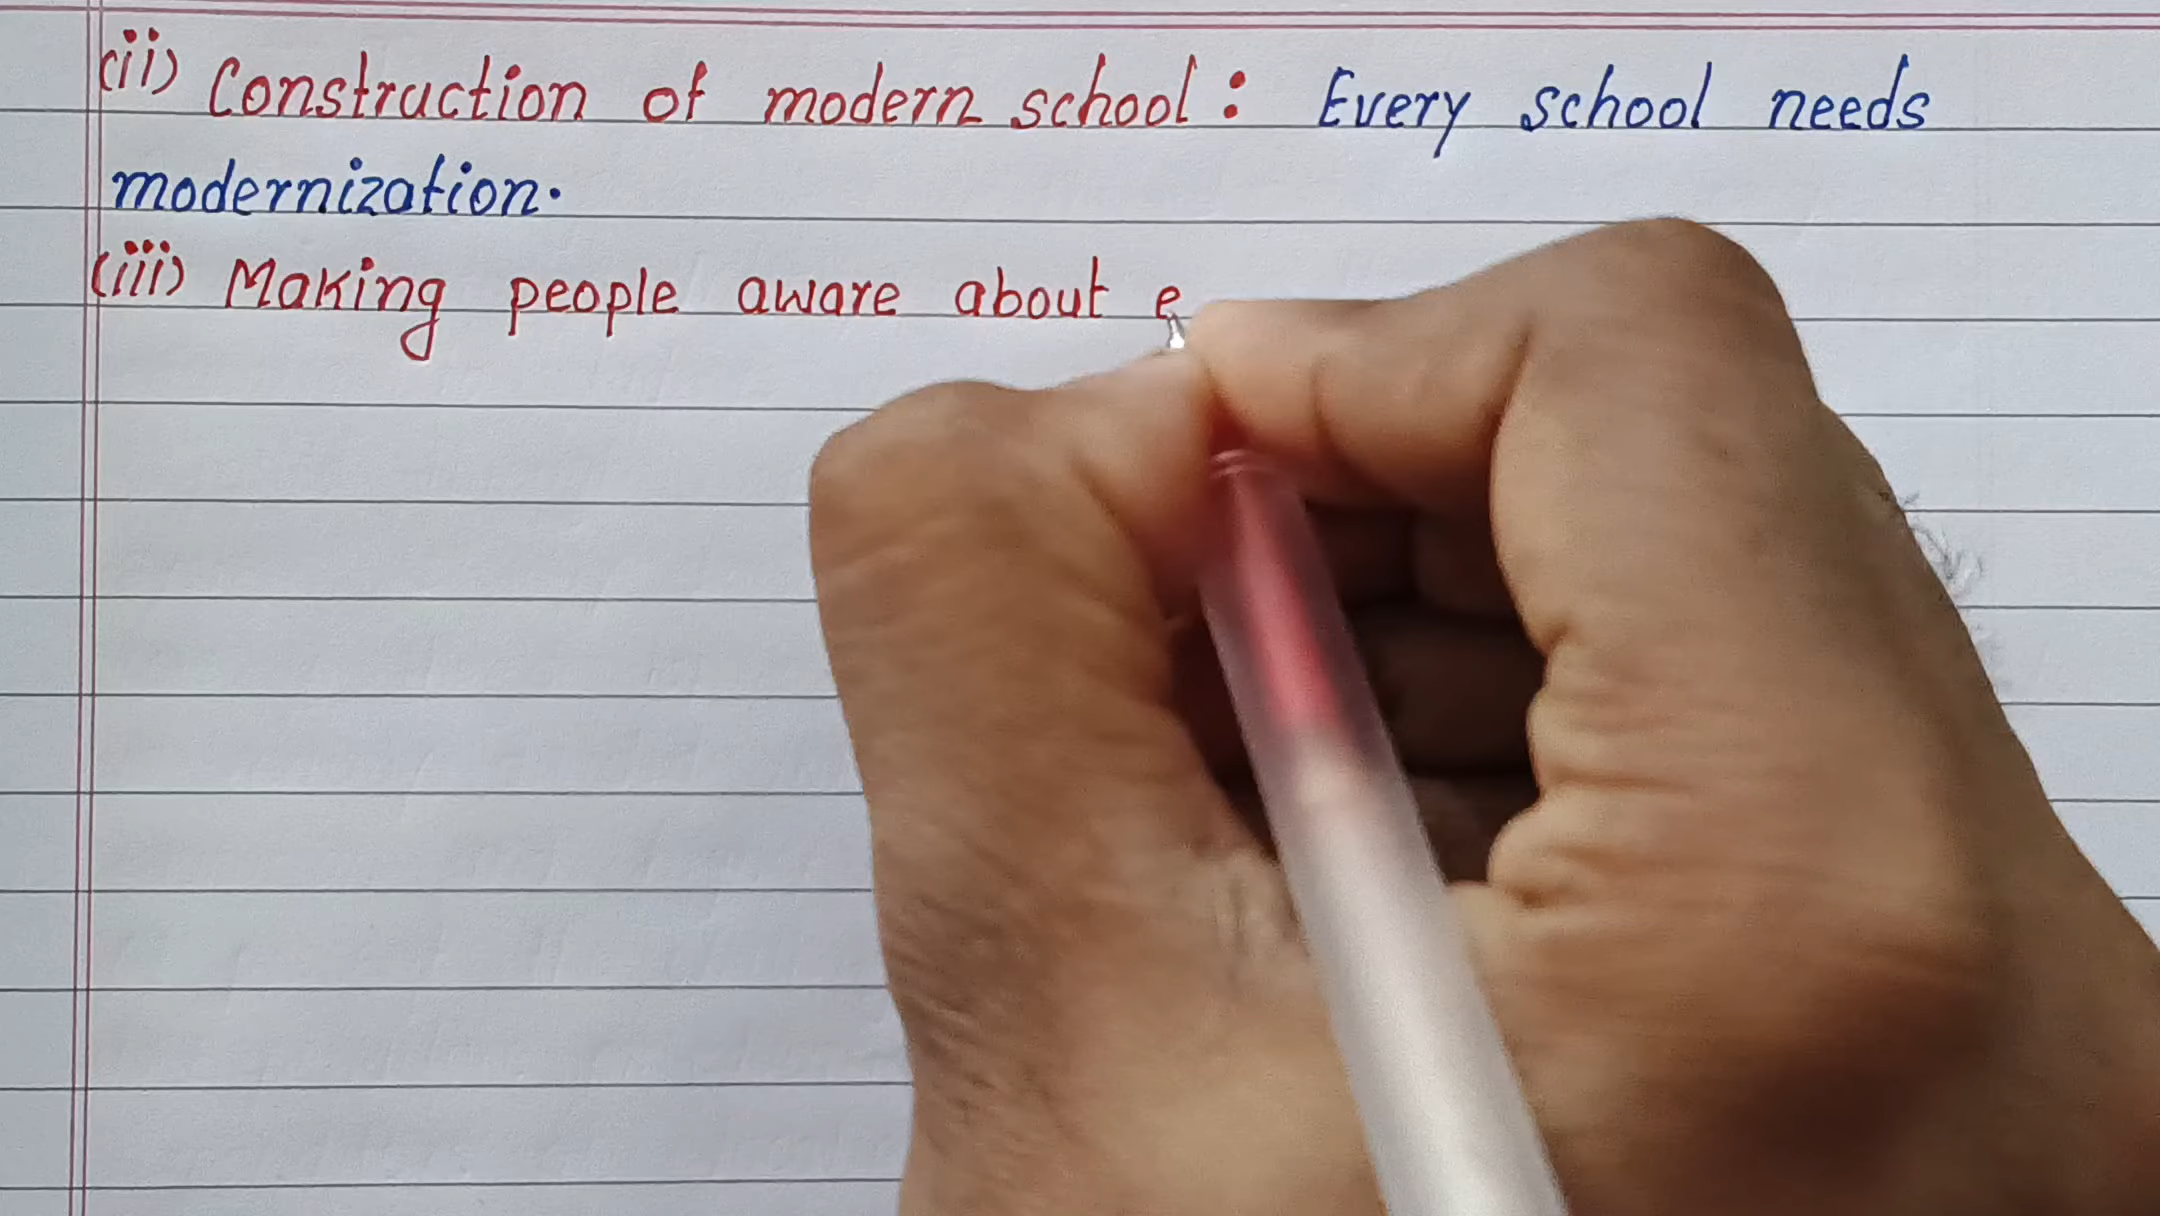 (ii) Construction of modern school: Every school needs
modernization.
(iii) Making people aware about e